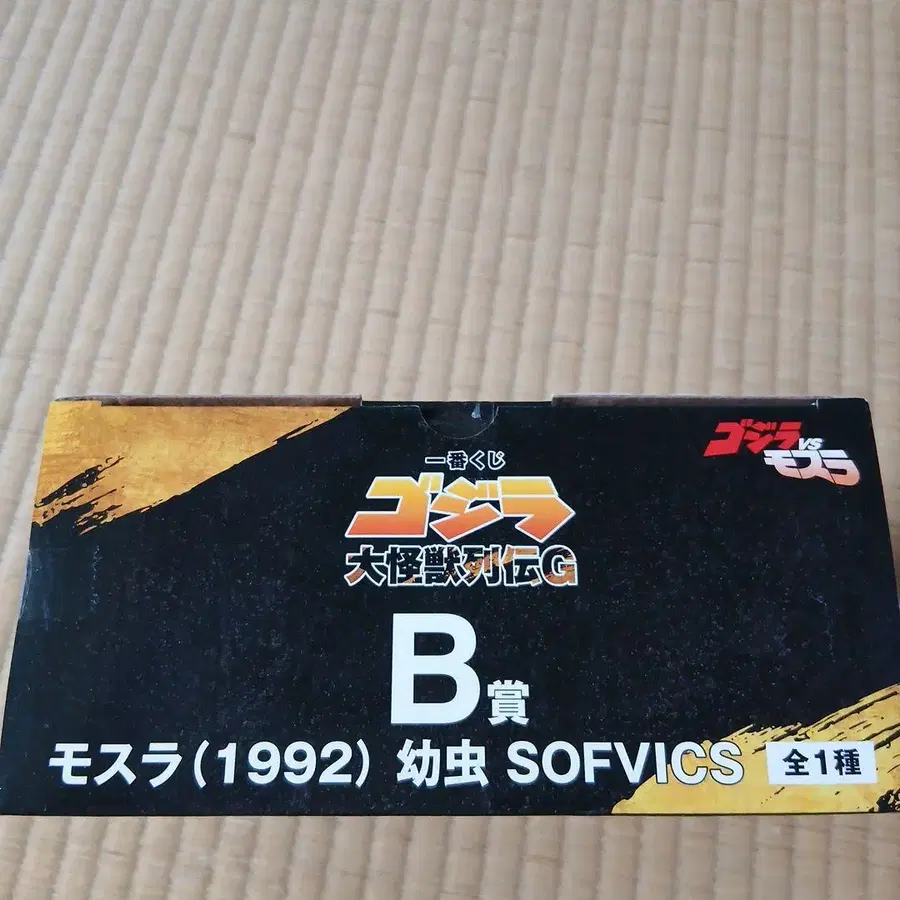 一番くじ
ゴジラ
大怪獣列伝G
ゴジラVS
モスラ
B賞
モスラ(1992) 幼虫 SOFVICS 全1種